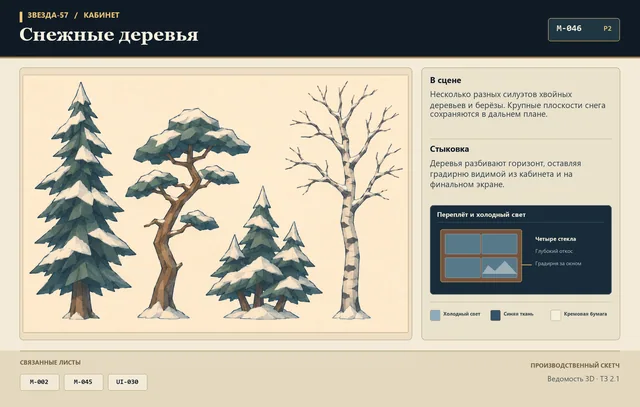 ЗВЕЗДА-57 / КАБИНЕТ
Снежные деревья
M-046 P2
В сцене
Несколько разных силуэтов хвойных
деревьев и берёзы. Крупные плоскости снега
сохраняются в дальнем плане.
Стыковка
Деревья разбивают горизонт, оставляя
градирню видимой из кабинета и на
финальном экране.
Переплёт и холодный свет
Четыре стекла
Глубокий откос
Градирня за окном
Холодный свет
Синяя ткань
Кремовая бумага
СВЯЗАННЫЕ ЛИСТЫ
M-002
M-045
UI-030
ПРОИЗВОДСТВЕННЫЙ СКЕТЧ
Ведомость 3D · ТЗ 2.1